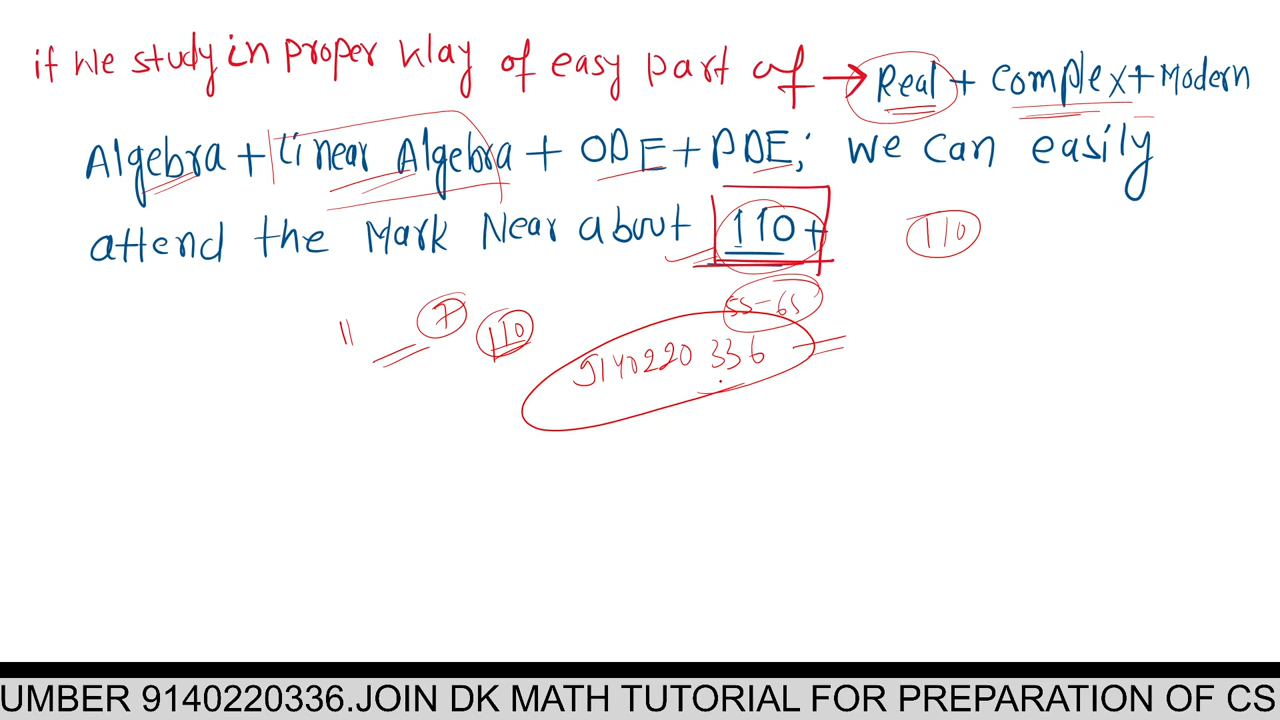 if we study in proper way of easy part of → Real + Complex + Modern
Algebra + Linear Algebra + ODE + PDE; we can easily
attend the Mark Near about 110+
110
55-65
7
110
9140220336
UMBER 9140220336.JOIN DK MATH TUTORIAL FOR PREPARATION OF CS